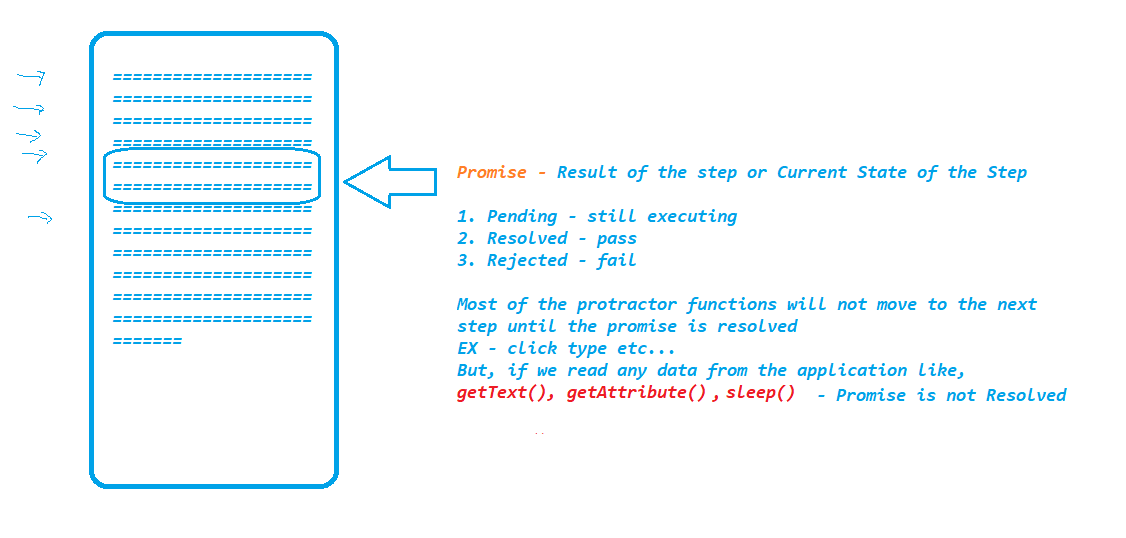 ====================
====================
====================
====================
====================
====================
====================
====================
====================
====================
====================
====================
=======
Promise - Result of the step or Current State of the Step
1. Pending - still executing
2. Resolved - pass
3. Rejected - fail
Most of the protractor functions will not move to the next
step until the promise is resolved
EX - click type etc...
But, if we read any data from the application like,
getText(), getAttribute(), sleep() - Promise is not Resolved